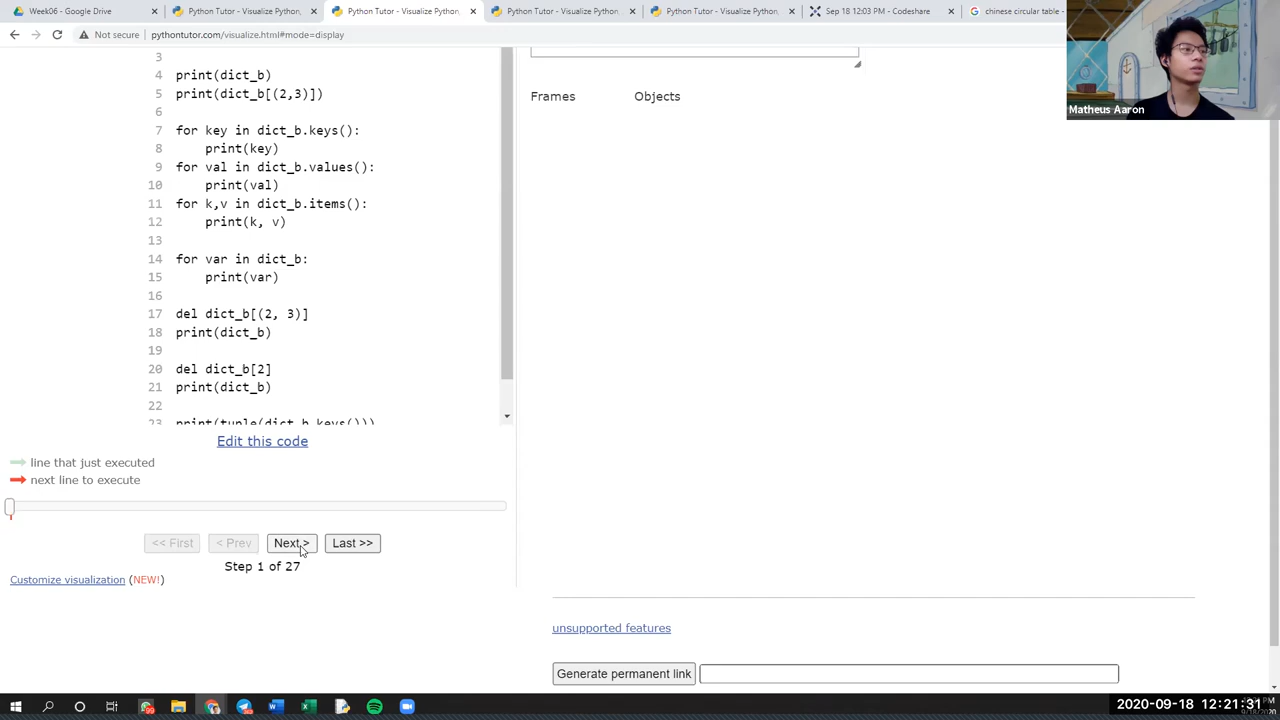 Week06 - Google Drive
Python Tutor - Visualize Python,
Python Tutor - Visualize Python,
Python Tutor - Visualize Python,
Python Tutor - Visualize Python,
Sep 18 12:03 PM - Codeshare
chinese circular table -
Not secure | pythontutor.com/visualize.html#mode=display
Matheus Aaron
3
4 print(dict_b)
5 print(dict_b[(2,3)])
6
7 for key in dict_b.keys():
8 print(key)
9 for val in dict_b.values():
10 print(val)
11 for k,v in dict_b.items():
12 print(k, v)
13
14 for var in dict_b:
15 print(var)
16
17 del dict_b[(2, 3)]
18 print(dict_b)
19
20 del dict_b[2]
21 print(dict_b)
22
23 print(tuple(dict_b.keys()))
Edit this code
line that just executed
next line to execute
<< First < Prev Next > Last >>
Step 1 of 27
Customize visualization (NEW!)
Frames Objects
unsupported features
Generate permanent link
2020-09-18 12:21:31